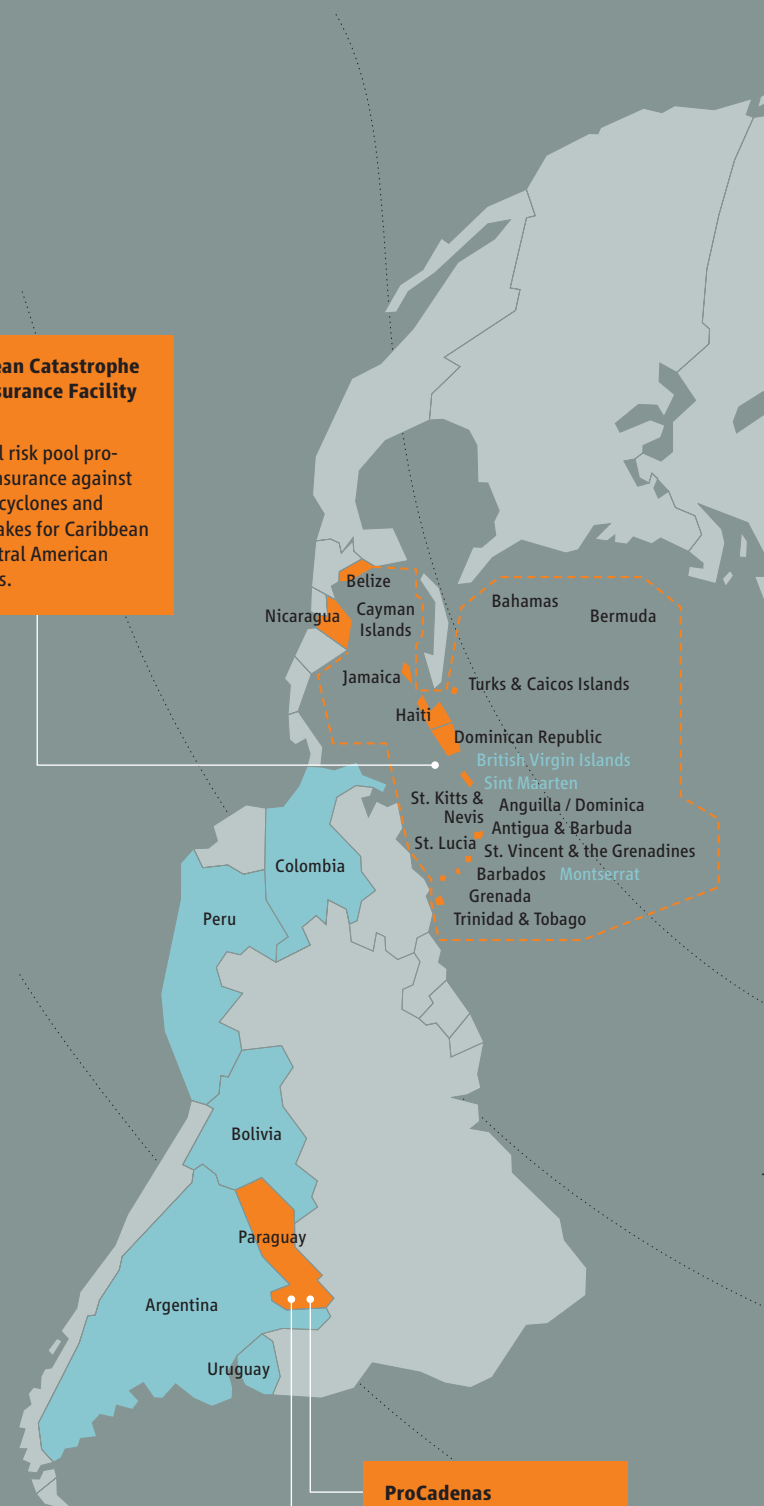 ean Catastrophe
surance Facility
l risk pool pro-
nsurance against
cyclones and
akes for Caribbean
tral American
s.
Belize
Nicaragua
Cayman
Islands
Bahamas
Bermuda
Jamaica
Turks & Caicos Islands
Haiti
Dominican Republic
British Virgin Islands
Sint Maarten
St. Kitts &
Nevis
Anguilla / Dominica
Antigua & Barbuda
St. Lucia
St. Vincent & the Grenadines
Barbados Montserrat
Grenada
Trinidad & Tobago
Colombia
Peru
Bolivia
Paraguay
Argentina
Uruguay
ProCadenas